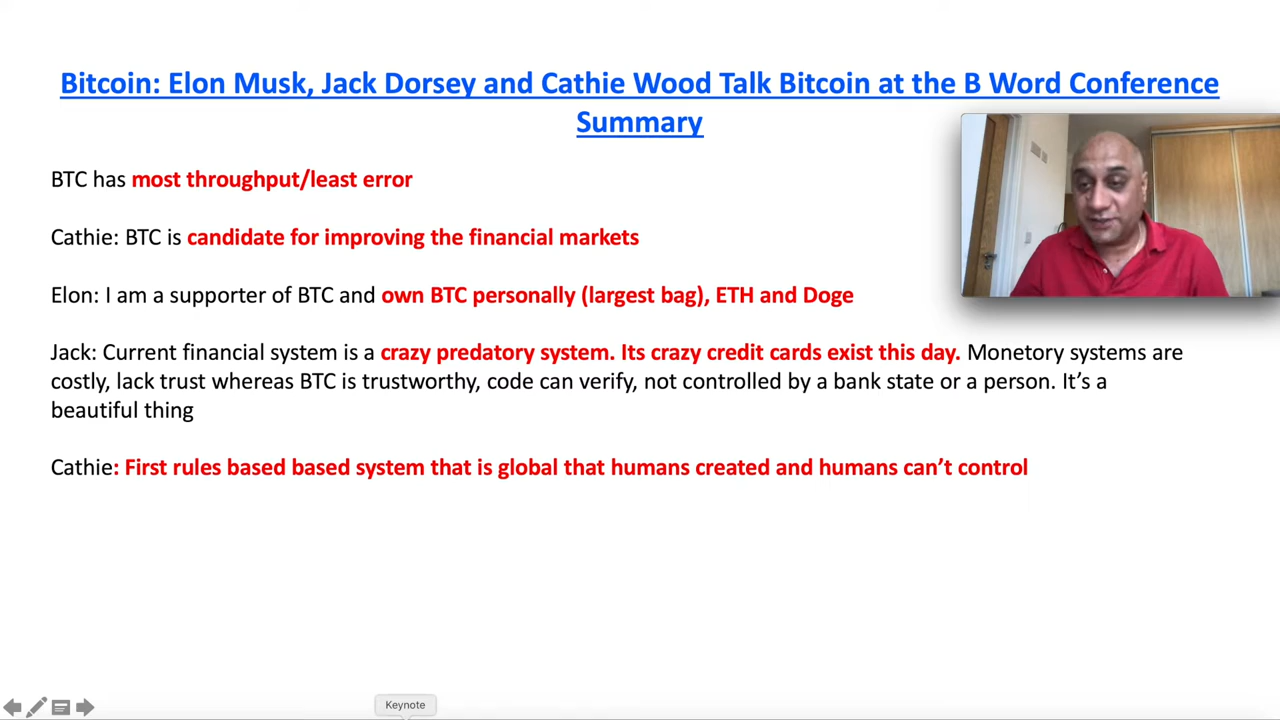 Bitcoin: Elon Musk, Jack Dorsey and Cathie Wood Talk Bitcoin at the B Word Conference
Summary
BTC has most throughput/least error
Cathie: BTC is candidate for improving the financial markets
Elon: I am a supporter of BTC and own BTC personally (largest bag), ETH and Doge
Jack: Current financial system is a crazy predatory system. Its crazy credit cards exist this day. Monetory systems are
costly, lack trust whereas BTC is trustworthy, code can verify, not controlled by a bank state or a person. It’s a
beautiful thing
Cathie: First rules based based system that is global that humans created and humans can’t control
Keynote